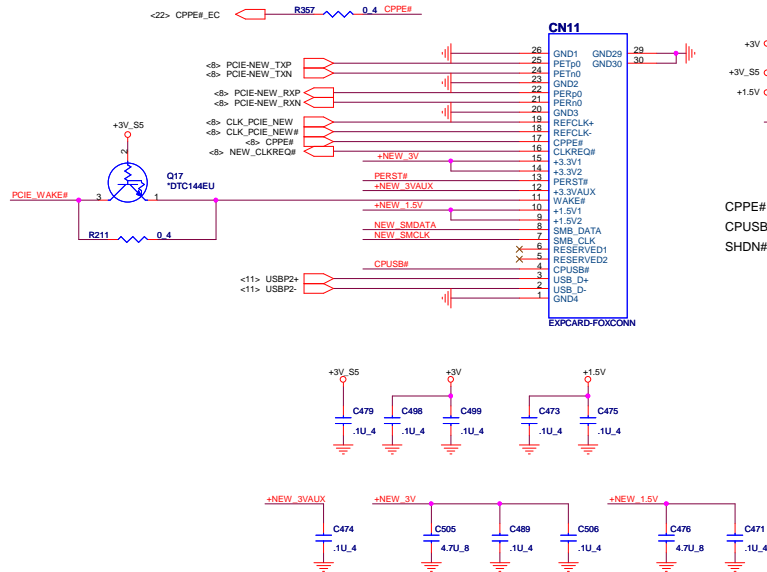 <22> CPPE#_EC R357 0_4 CPPE#
CN11
26 GND1 GND29 29
<8> PCIE-NEW_TXP 25 PETp0 GND30 30
<8> PCIE-NEW_TXN 24 PETn0
23 GND2
<8> PCIE-NEW_RXP 22 PERp0
<8> PCIE-NEW_RXN 21 PERn0
20 GND3
<8> CLK_PCIE_NEW 19 REFCLK+
<8> CLK_PCIE_NEW# 18 REFCLK-
<8> CPPE# 17 CPPE#
<8> NEW_CLKREQ# 16 CLKREQ#
+NEW_3V 15 +3.3V1
14 +3.3V2
PERST# 13 PERST#
+NEW_3VAUX 12 +3.3VAUX
11 WAKE#
+NEW_1.5V 10 +1.5V1
9 +1.5V2
NEW_SMDATA 8 SMB_DATA
NEW_SMCLK 7 SMB_CLK
6 RESERVED1
5 RESERVED2
CPUSB# 4 CPUSB#
<11> USBP2+ 3 USB_D+
<11> USBP2- 2 USB_D-
1 GND4
EXPCARD-FOXCONN
+3V_S5
2
Q17
*DTC144EU
PCIE_WAKE# 3 1
R211 0_4
+3V
+3V_S5
+1.5V
CPPE#
CPUSB
SHDN#
+3V_S5 +3V +1.5V
C479 C498 C499 C473 C475
.1U_4 .1U_4 .1U_4 .1U_4 .1U_4
+NEW_3VAUX +NEW_3V +NEW_1.5V
C474 C505 C489 C506 C476 C471
.1U_4 4.7U_8 .1U_4 .1U_4 4.7U_8 .1U_4